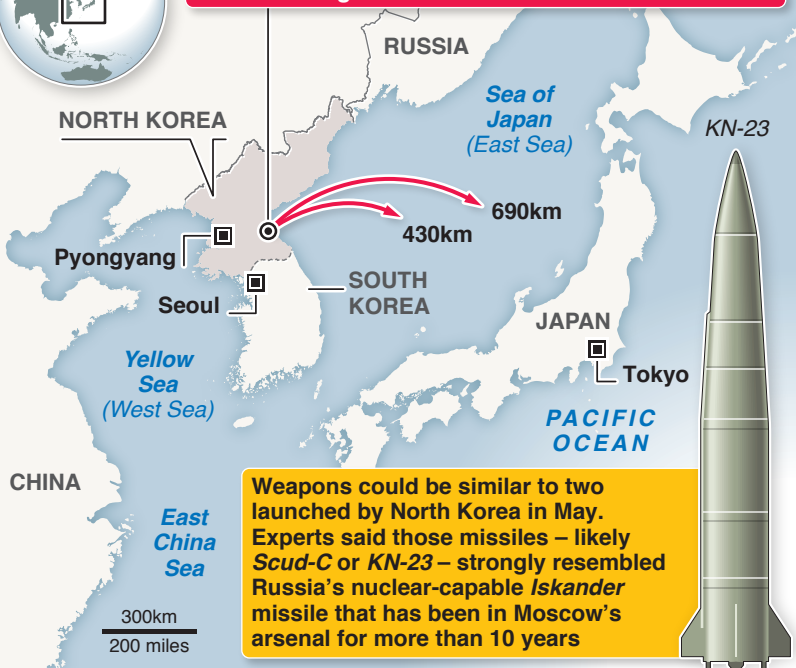 RUSSIA
Sea of
Japan
(East Sea)
KN-23
NORTH KOREA
690km
430km
Pyongyang
SOUTH
KOREA
Seoul
JAPAN
Tokyo
Yellow
Sea
(West Sea)
PACIFIC
OCEAN
CHINA
East
China
Sea
Weapons could be similar to two
launched by North Korea in May.
Experts said those missiles – likely
Scud-C or KN-23 – strongly resembled
Russia's nuclear-capable Iskander
missile that has been in Moscow's
arsenal for more than 10 years
300km
200 miles